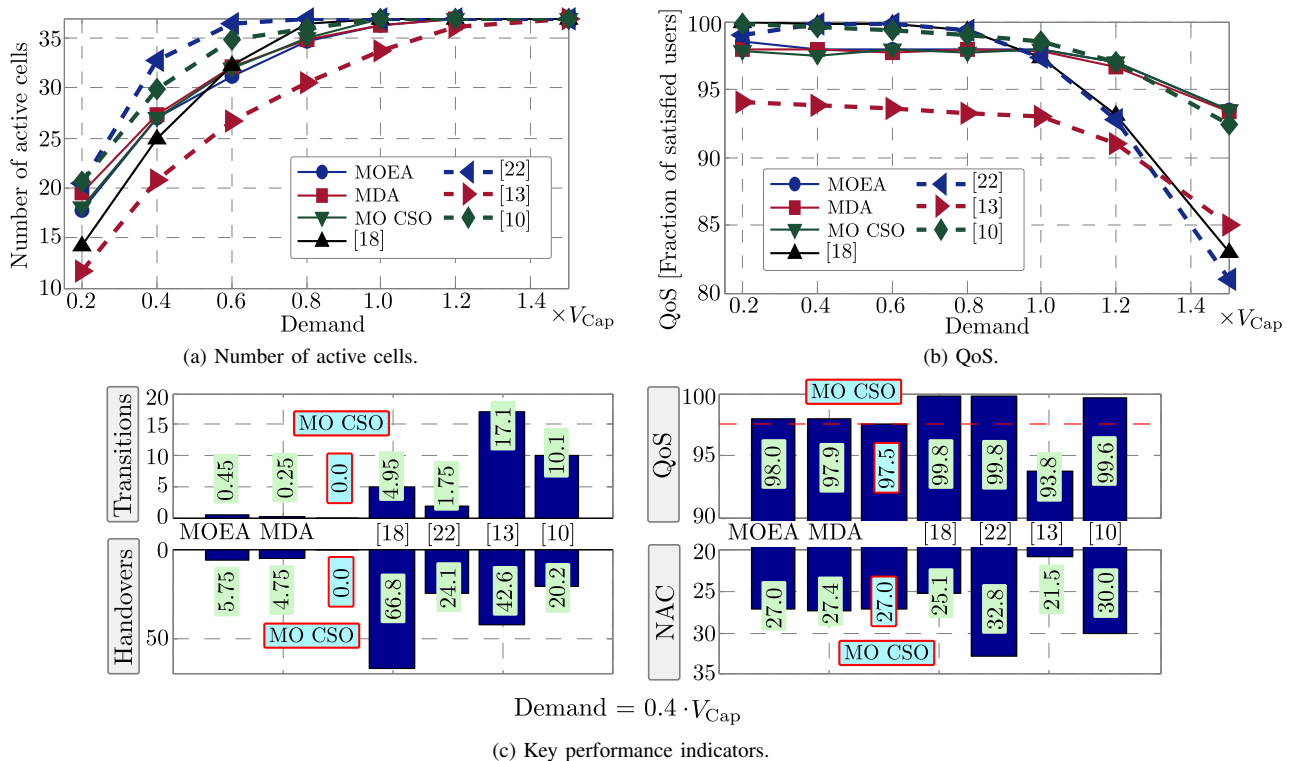 Number of active cells
35
30
25
20
15
10
0.2 0.4 0.6 0.8 1.0 1.2 1.4
×V_Cap
Demand
MOEA
MDA
MO CSO
[18]
[22]
[13]
[10]
(a) Number of active cells.
QoS [Fraction of satisfied users]
100
95
90
85
80
0.2 0.4 0.6 0.8 1.0 1.2 1.4
×V_Cap
Demand
MOEA
MDA
MO CSO
[18]
[22]
[13]
[10]
(b) QoS.
Transitions
20
15
10
5
0
MO CSO
0.45 0.25 0.0 4.95 1.75 17.1 10.1
MOEA MDA [18] [22] [13] [10]
Handovers
0
50
5.75 4.75 0.0 66.8 24.1 42.6 20.2
MO CSO
QoS
100
95
90
MO CSO
98.0 97.9 97.5 99.8 99.8 93.8 99.6
MOEA MDA [18] [22] [13] [10]
NAC
20
25
30
35
27.0 27.4 27.0 25.1 32.8 21.5 30.0
MO CSO
Demand = 0.4 · V_Cap
(c) Key performance indicators.